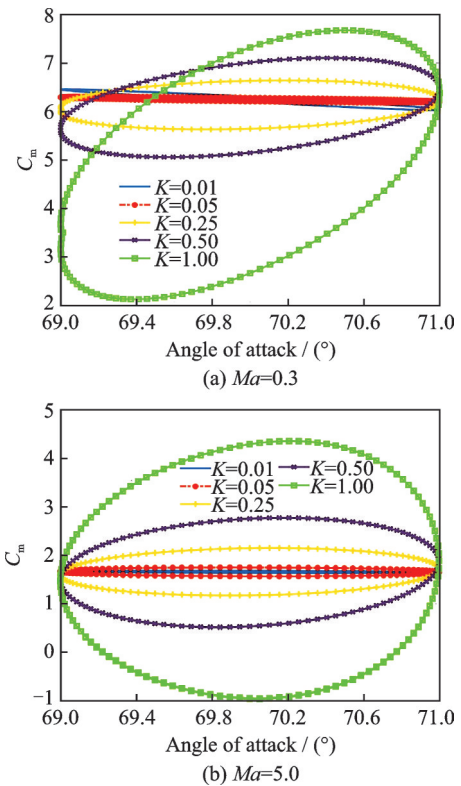 8
7
6
5
4
3
2
C_m
K=0.01
K=0.05
K=0.25
K=0.50
K=1.00
69.0 69.4 69.8 70.2 70.6 71.0
Angle of attack / (°)
(a) Ma=0.3
5
4
3
2
1
0
−1
C_m
K=0.01 K=0.50
K=0.05 K=1.00
K=0.25
69.0 69.4 69.8 70.2 70.6 71.0
Angle of attack / (°)
(b) Ma=5.0